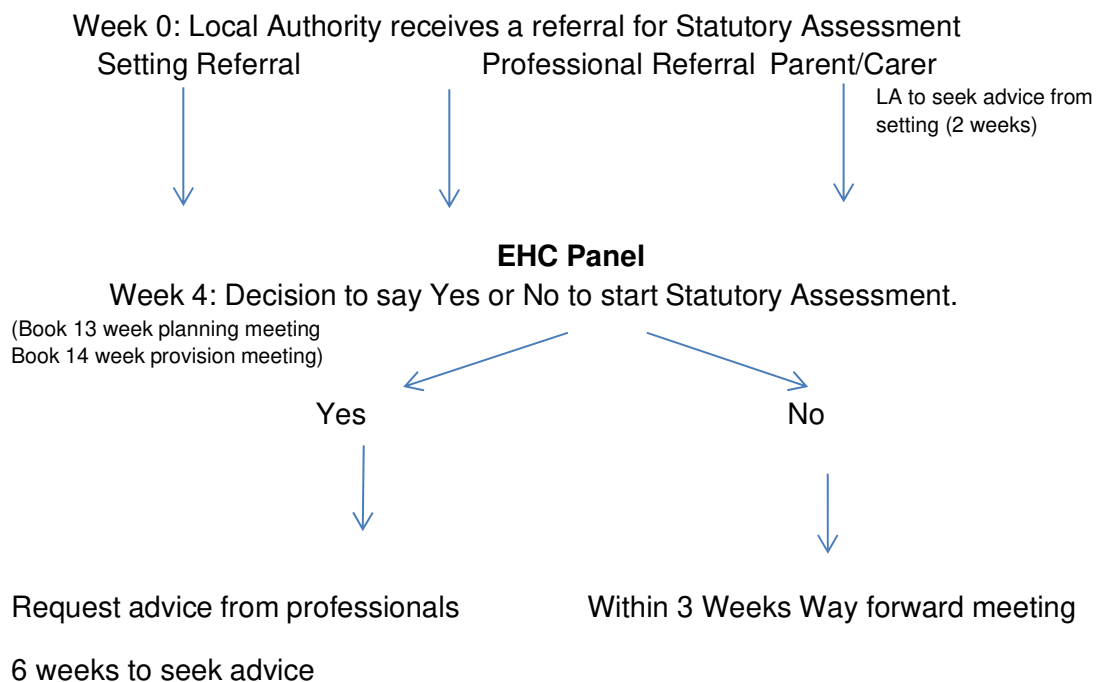 Week 0: Local Authority receives a referral for Statutory Assessment
Setting Referral
Professional Referral Parent/Carer
LA to seek advice from
setting (2 weeks)
EHC Panel
Week 4: Decision to say Yes or No to start Statutory Assessment.
(Book 13 week planning meeting
Book 14 week provision meeting)
Yes
No
Request advice from professionals
Within 3 Weeks Way forward meeting
6 weeks to seek advice